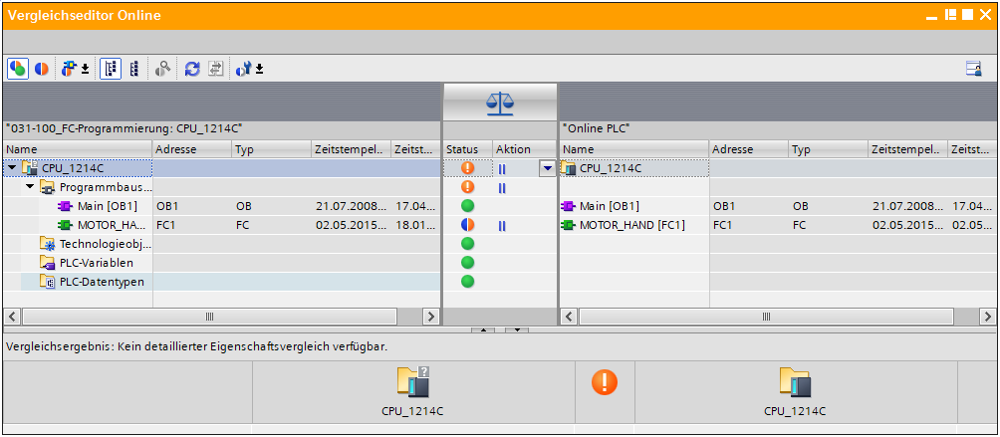 Vergleichseditor Online
"031-100_FC-Programmierung: CPU_1214C"
"Online PLC"
Name Adresse Typ Zeitstempel.. Zeitst... Status Aktion Name Adresse Typ Zeitstempel.. Zeitst...
CPU_1214C ! CPU_1214C
Programmbaus... !
Main [OB1] OB1 OB 21.07.2008... 17.04... Main [OB1] OB1 OB 21.07.2008... 17.04...
MOTOR_HA... FC1 FC 02.05.2015... 18.01... MOTOR_HAND [FC1] FC1 FC 02.05.2015... 02.05...
Technologieobj...
PLC-Variablen
PLC-Datentypen
Vergleichsergebnis: Kein detaillierter Eigenschaftsvergleich verfügbar.
? !
CPU_1214C CPU_1214C